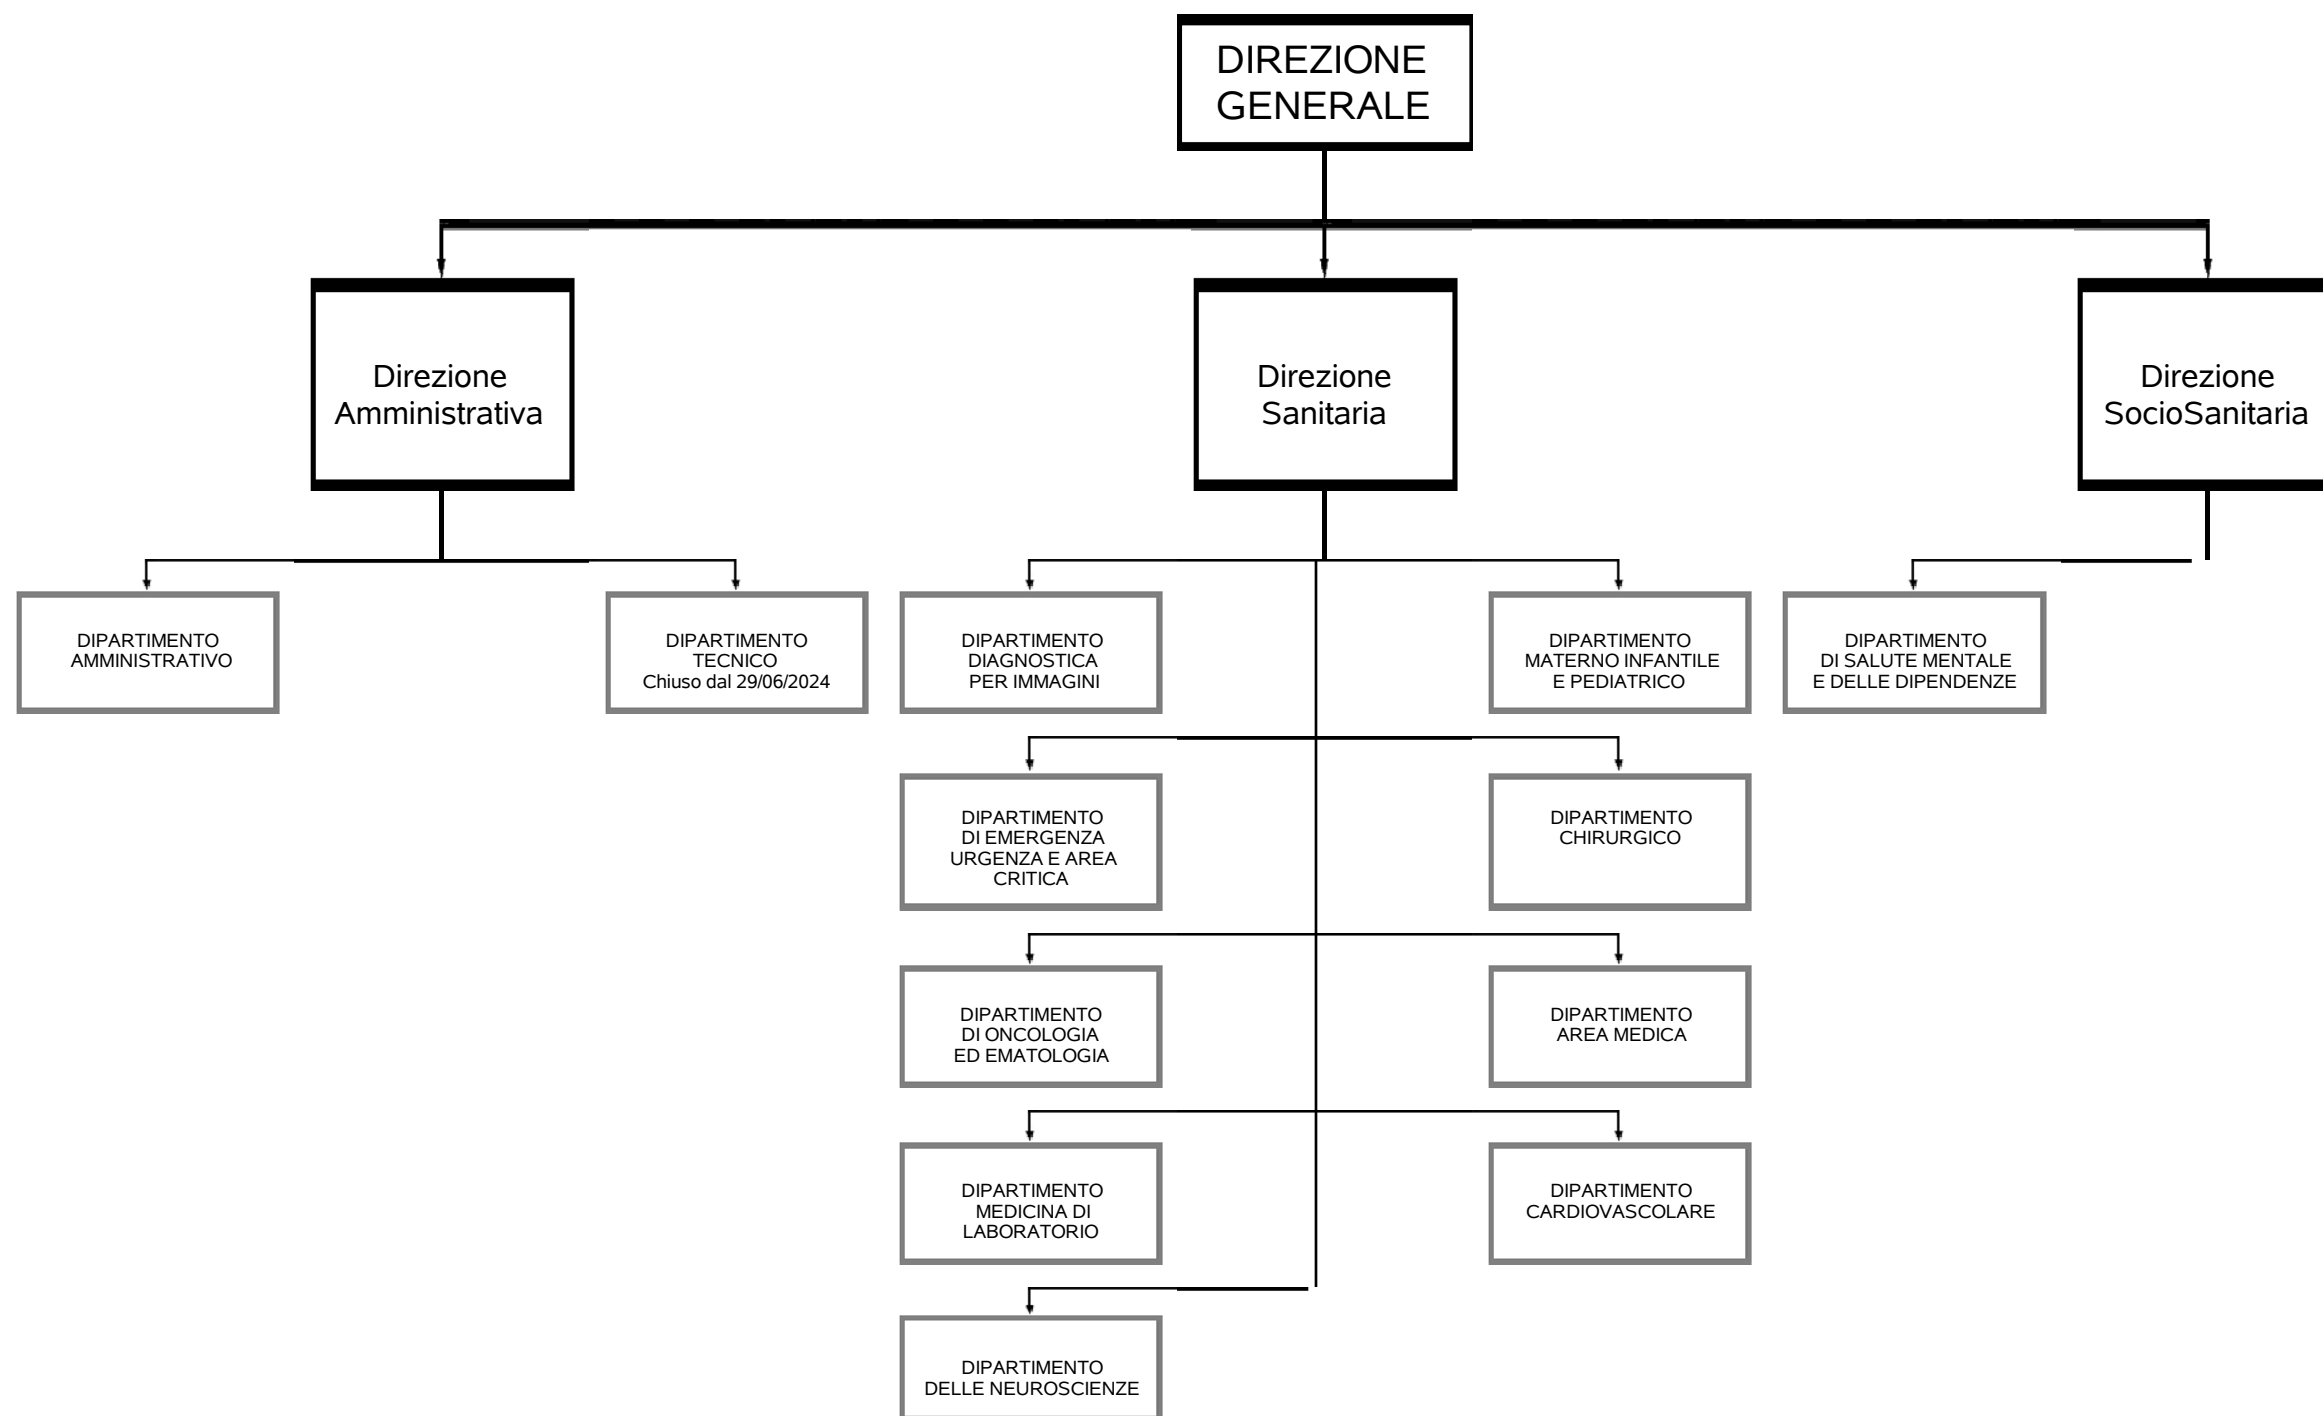 DIREZIONE
GENERALE
Direzione
Amministrativa
Direzione
Sanitaria
Direzione
SocioSanitaria
DIPARTIMENTO
AMMINISTRATIVO
DIPARTIMENTO
TECNICO
Chiuso dal 29/06/2024
DIPARTIMENTO
DIAGNOSTICA
PER IMMAGINI
DIPARTIMENTO
MATERNO INFANTILE
E PEDIATRICO
DIPARTIMENTO
DI SALUTE MENTALE
E DELLE DIPENDENZE
DIPARTIMENTO
DI EMERGENZA
URGENZA E AREA
CRITICA
DIPARTIMENTO
CHIRURGICO
DIPARTIMENTO
DI ONCOLOGIA
ED EMATOLOGIA
DIPARTIMENTO
AREA MEDICA
DIPARTIMENTO
MEDICINA DI
LABORATORIO
DIPARTIMENTO
CARDIOVASCOLARE
DIPARTIMENTO
DELLE NEUROSCIENZE